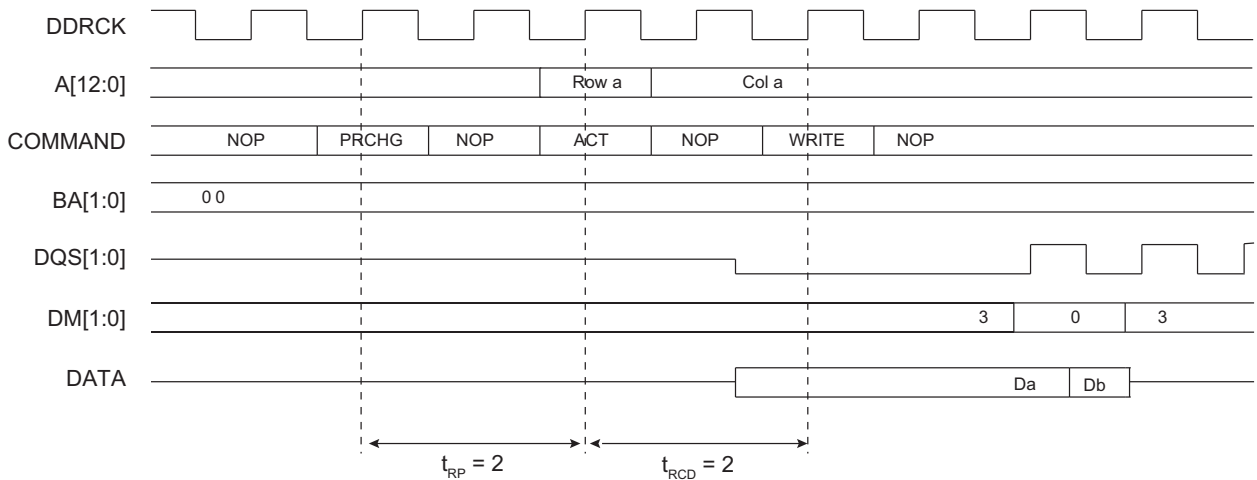 DDRCK
A[12:0] Row a Col a
COMMAND NOP PRCHG NOP ACT NOP WRITE NOP
BA[1:0] 0 0
DQS[1:0]
DM[1:0] 3 0 3
DATA Da Db
tRP = 2 tRCD = 2